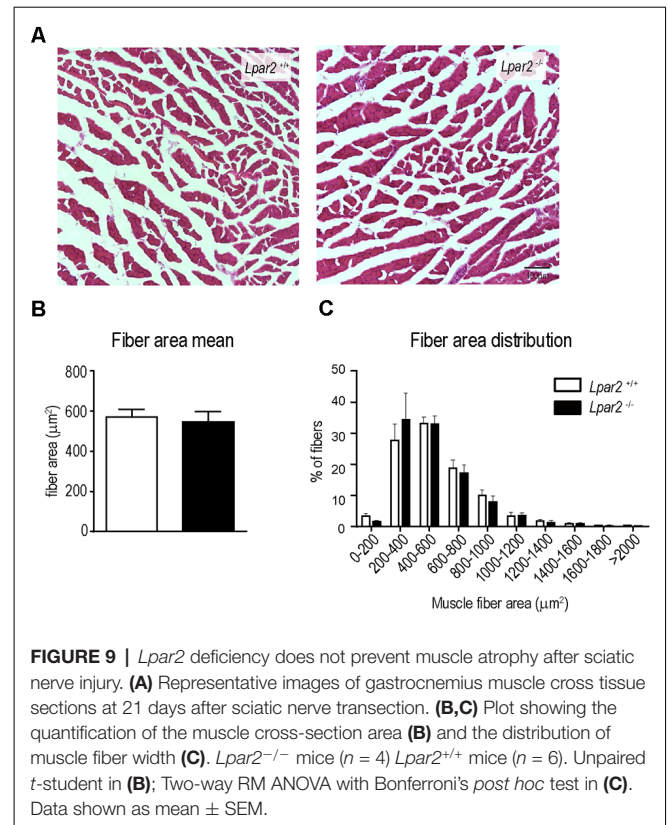 A
Lpar2 +/+
Lpar2 -/-
100μm
B
C
Fiber area mean
Fiber area distribution
800
600
400
200
0
fiber area (μm²)
50
40
30
20
10
0
% of fibers
Lpar2 +/+
Lpar2 -/-
0-200
200-400
400-600
600-800
800-1000
1000-1200
1200-1400
1400-1600
1600-1800
>2000
Muscle fiber area (μm²)
FIGURE 9 | Lpar2 deficiency does not prevent muscle atrophy after sciatic
nerve injury. (A) Representative images of gastrocnemius muscle cross tissue
sections at 21 days after sciatic nerve transection. (B,C) Plot showing the
quantification of the muscle cross-section area (B) and the distribution of
muscle fiber width (C). Lpar2−/− mice (n = 4) Lpar2+/+ mice (n = 6). Unpaired
t-student in (B); Two-way RM ANOVA with Bonferroni's post hoc test in (C).
Data shown as mean ± SEM.